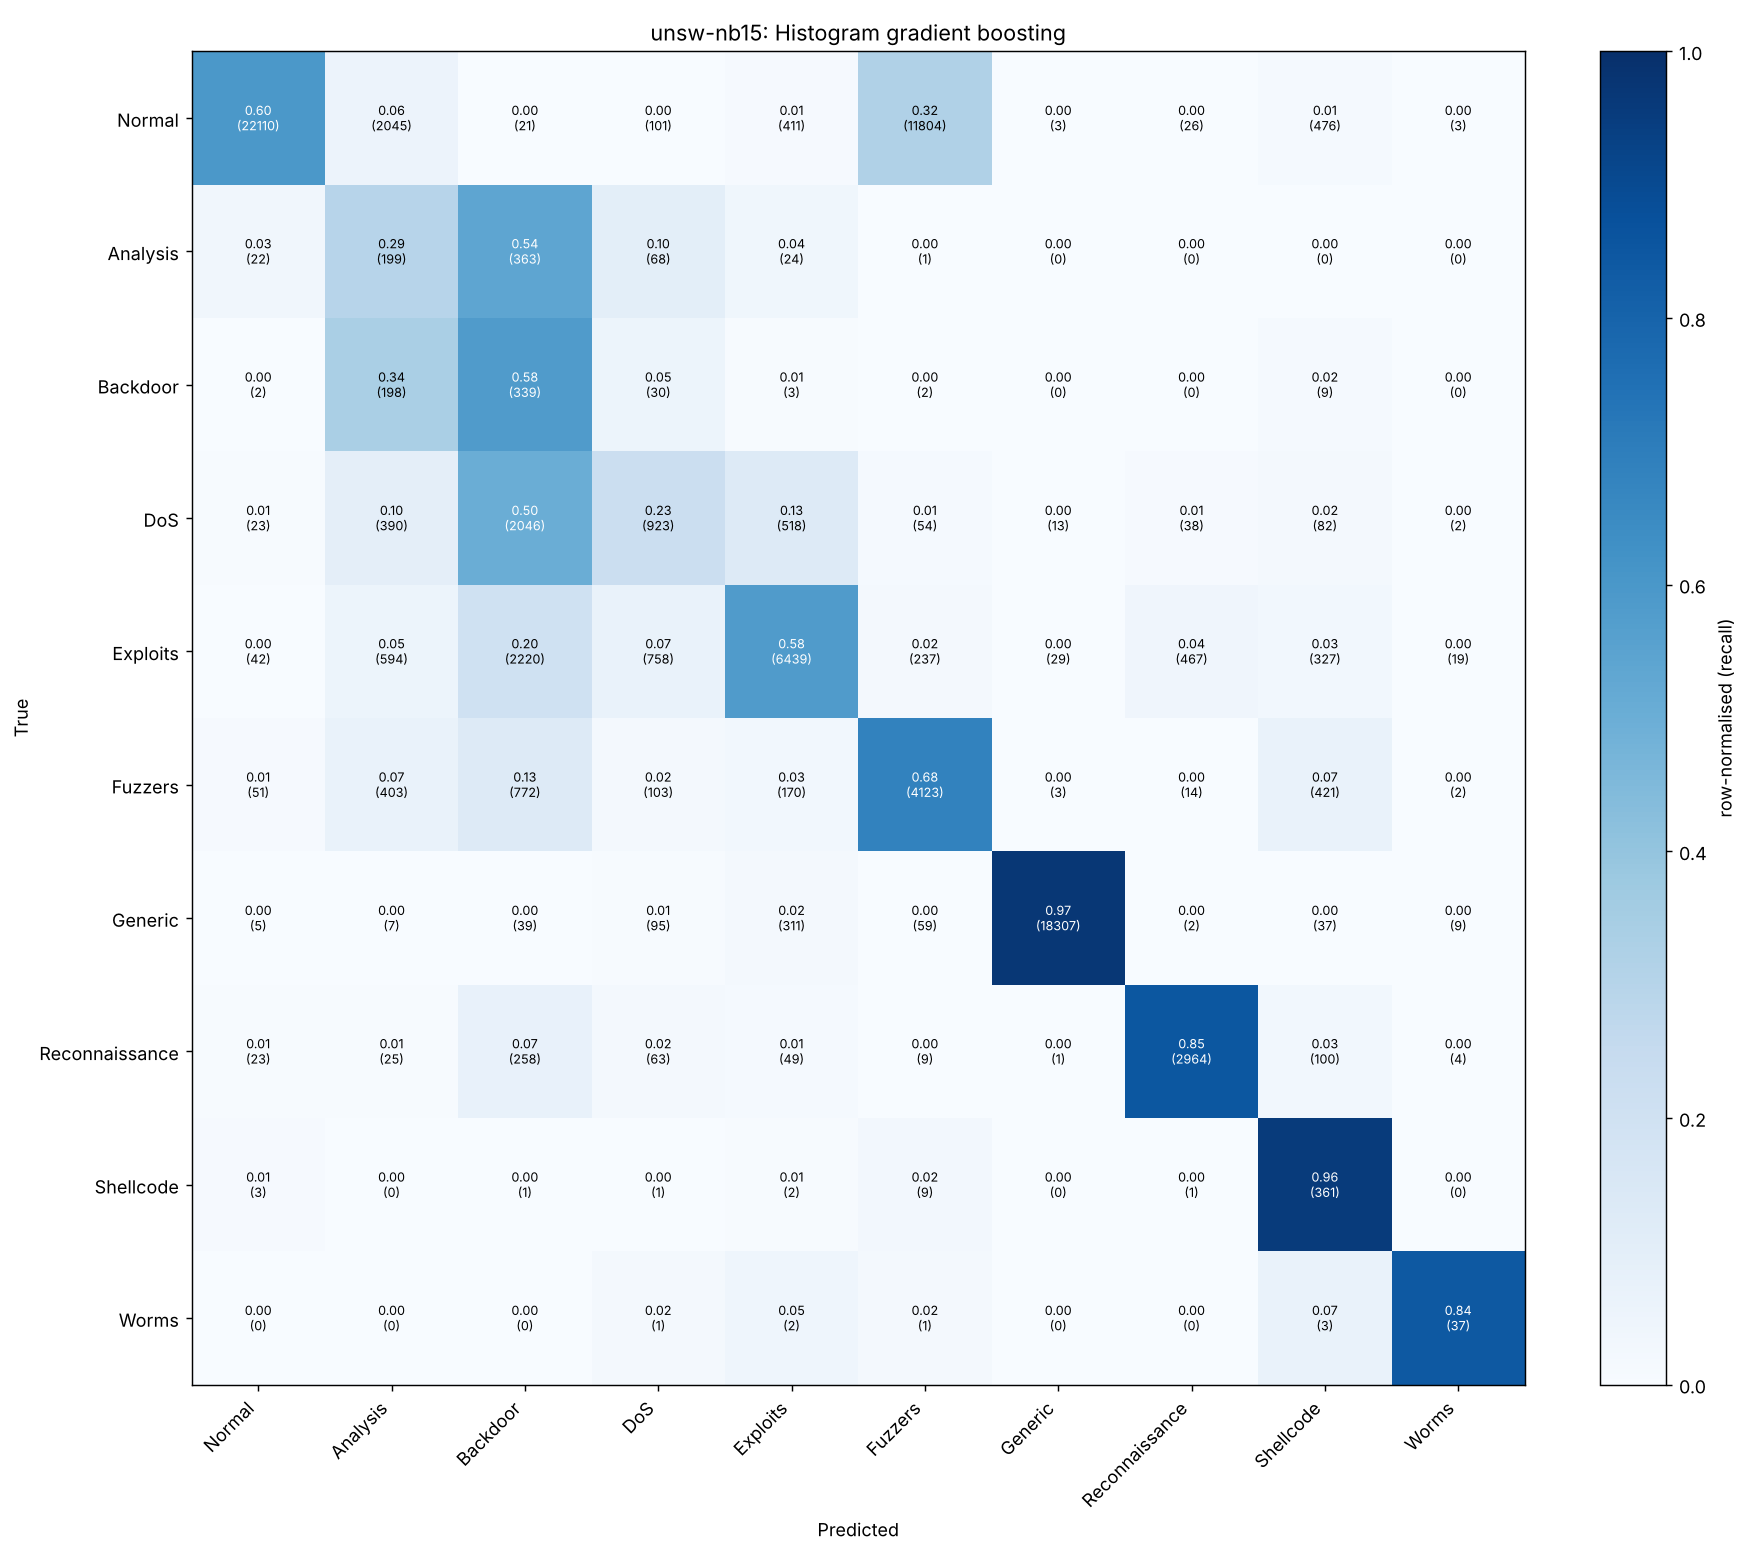 unsw-nb15: Histogram gradient boosting
Normal
0.60 0.06 0.00 0.00 0.01 0.32 0.00 0.00 0.01 0.00
(22110) (2045) (21) (101) (411) (11804) (3) (26) (476) (3)
Analysis
0.03 0.29 0.54 0.10 0.04 0.00 0.00 0.00 0.00 0.00
(22) (199) (363) (68) (24) (1) (0) (0) (0) (0)
Backdoor
0.00 0.34 0.58 0.05 0.01 0.00 0.00 0.00 0.02 0.00
(2) (198) (339) (30) (3) (2) (0) (0) (9) (0)
DoS
0.01 0.10 0.50 0.23 0.13 0.01 0.00 0.01 0.02 0.00
(23) (390) (2046) (923) (518) (54) (13) (38) (82) (2)
Exploits
0.00 0.05 0.20 0.07 0.58 0.02 0.00 0.04 0.03 0.00
(42) (594) (2220) (758) (6439) (237) (29) (467) (327) (19)
Fuzzers
0.01 0.07 0.13 0.02 0.03 0.68 0.00 0.00 0.07 0.00
(51) (403) (772) (103) (170) (4123) (3) (14) (421) (2)
Generic
0.00 0.00 0.00 0.01 0.02 0.00 0.97 0.00 0.00 0.00
(5) (7) (39) (95) (311) (59) (18307) (2) (37) (9)
Reconnaissance
0.01 0.01 0.07 0.02 0.01 0.00 0.00 0.85 0.03 0.00
(23) (25) (258) (63) (49) (9) (1) (2964) (100) (4)
Shellcode
0.01 0.00 0.00 0.00 0.01 0.02 0.00 0.00 0.96 0.00
(3) (0) (1) (1) (2) (9) (0) (1) (361) (0)
Worms
0.00 0.00 0.00 0.02 0.05 0.02 0.00 0.00 0.07 0.84
(0) (0) (0) (1) (2) (1) (0) (0) (3) (37)
True
Normal
Analysis
Backdoor
DoS
Exploits
Fuzzers
Generic
Reconnaissance
Shellcode
Worms
Predicted
1.0
0.8
0.6
0.4
0.2
0.0
row-normalised (recall)